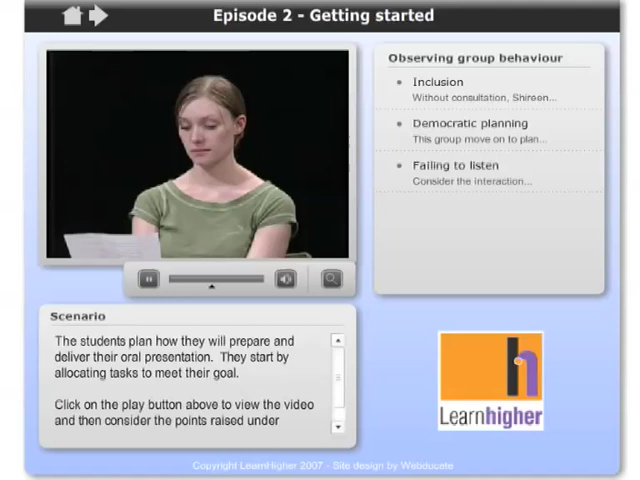 Episode 2 - Getting started
Observing group behaviour
Inclusion
Without consultation, Shireen...
Democratic planning
This group move on to plan...
Failing to listen
Consider the interaction...
Scenario
The students plan how they will prepare and
deliver their oral presentation. They start by
allocating tasks to meet their goal.
Click on the play button above to view the video
and then consider the points raised under
h
Learnhigher
Copyright LearnHigher 2007 - Site design by Webducate